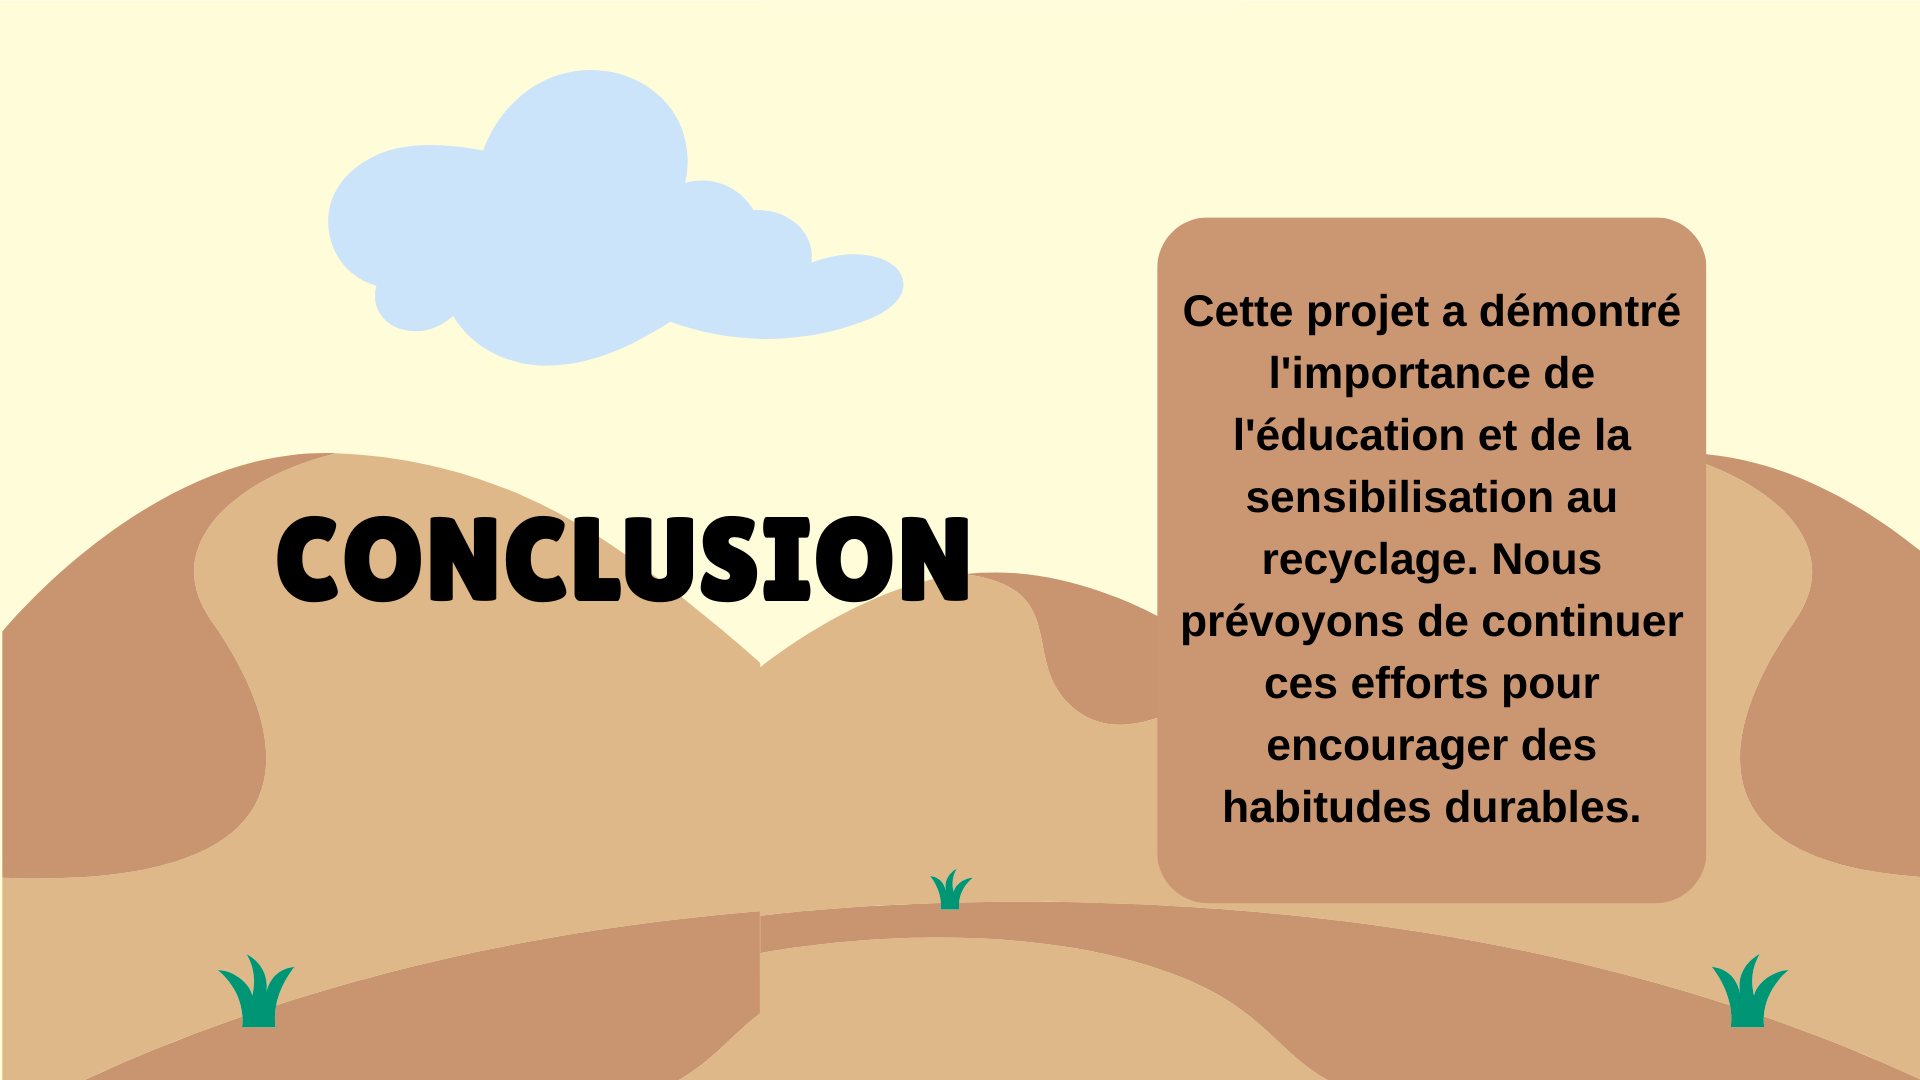 CONCLUSION
Cette projet a démontré
l'importance de
l'éducation et de la
sensibilisation au
recyclage. Nous
prévoyons de continuer
ces efforts pour
encourager des
habitudes durables.